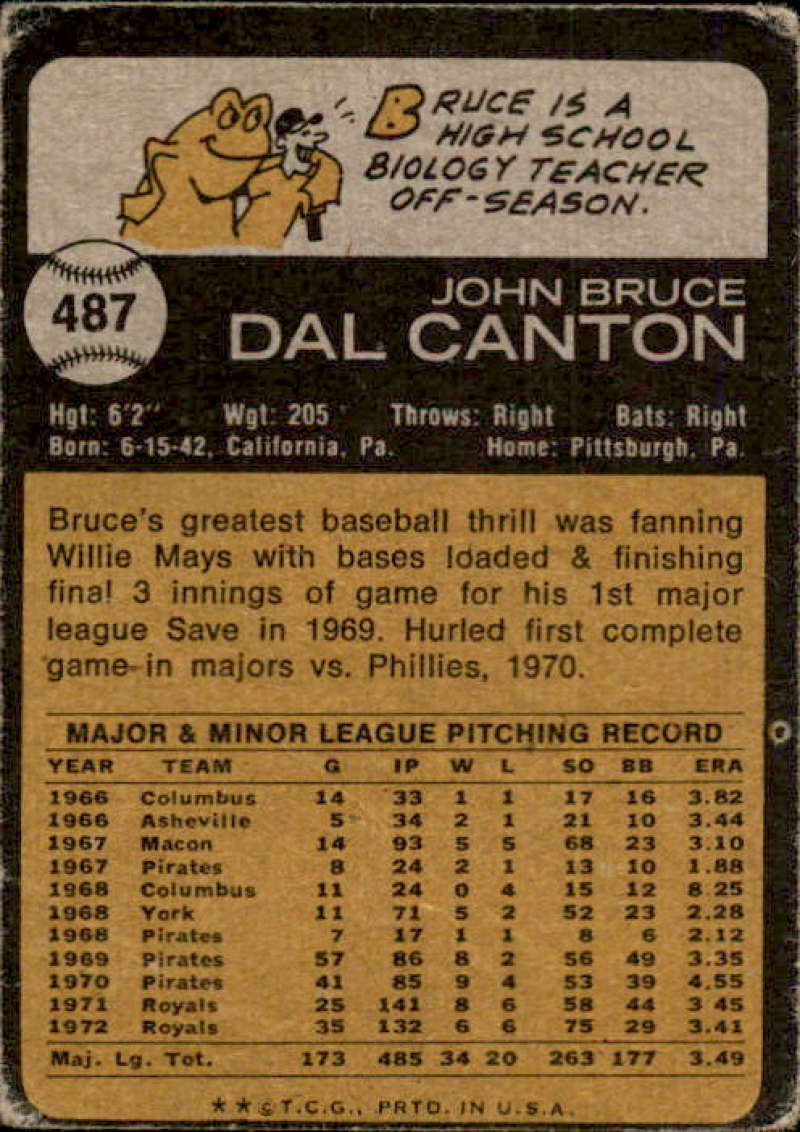 BRUCE IS A
HIGH SCHOOL
BIOLOGY TEACHER
OFF-SEASON.
487
JOHN BRUCE
DAL CANTON
Hgt: 6'2" Wgt: 205 Throws: Right Bats: Right
Born: 6-15-42, California, Pa. Home: Pittsburgh, Pa.
Bruce's greatest baseball thrill was fanning
Willie Mays with bases loaded & finishing
final 3 innings of game for his 1st major
league Save in 1969. Hurled first complete
game in majors vs. Phillies, 1970.
MAJOR & MINOR LEAGUE PITCHING RECORD
YEAR TEAM G IP W L SO BB ERA
1966 Columbus 14 33 1 1 17 16 3.82
1966 Asheville 5 34 2 1 21 10 3.44
1967 Macon 14 93 5 5 68 23 3.10
1967 Pirates 8 24 2 1 13 10 1.88
1968 Columbus 11 24 0 4 15 12 8.25
1968 York 11 71 5 2 52 23 2.28
1968 Pirates 7 17 1 1 8 6 2.12
1969 Pirates 57 86 8 2 56 49 3.35
1970 Pirates 41 85 9 4 53 39 4.55
1971 Royals 25 141 8 6 58 44 3.45
1972 Royals 35 132 6 6 75 29 3.41
Maj. Lg. Tot. 173 485 34 20 263 177 3.49
**©T.C.G., PRTD. IN U.S.A.